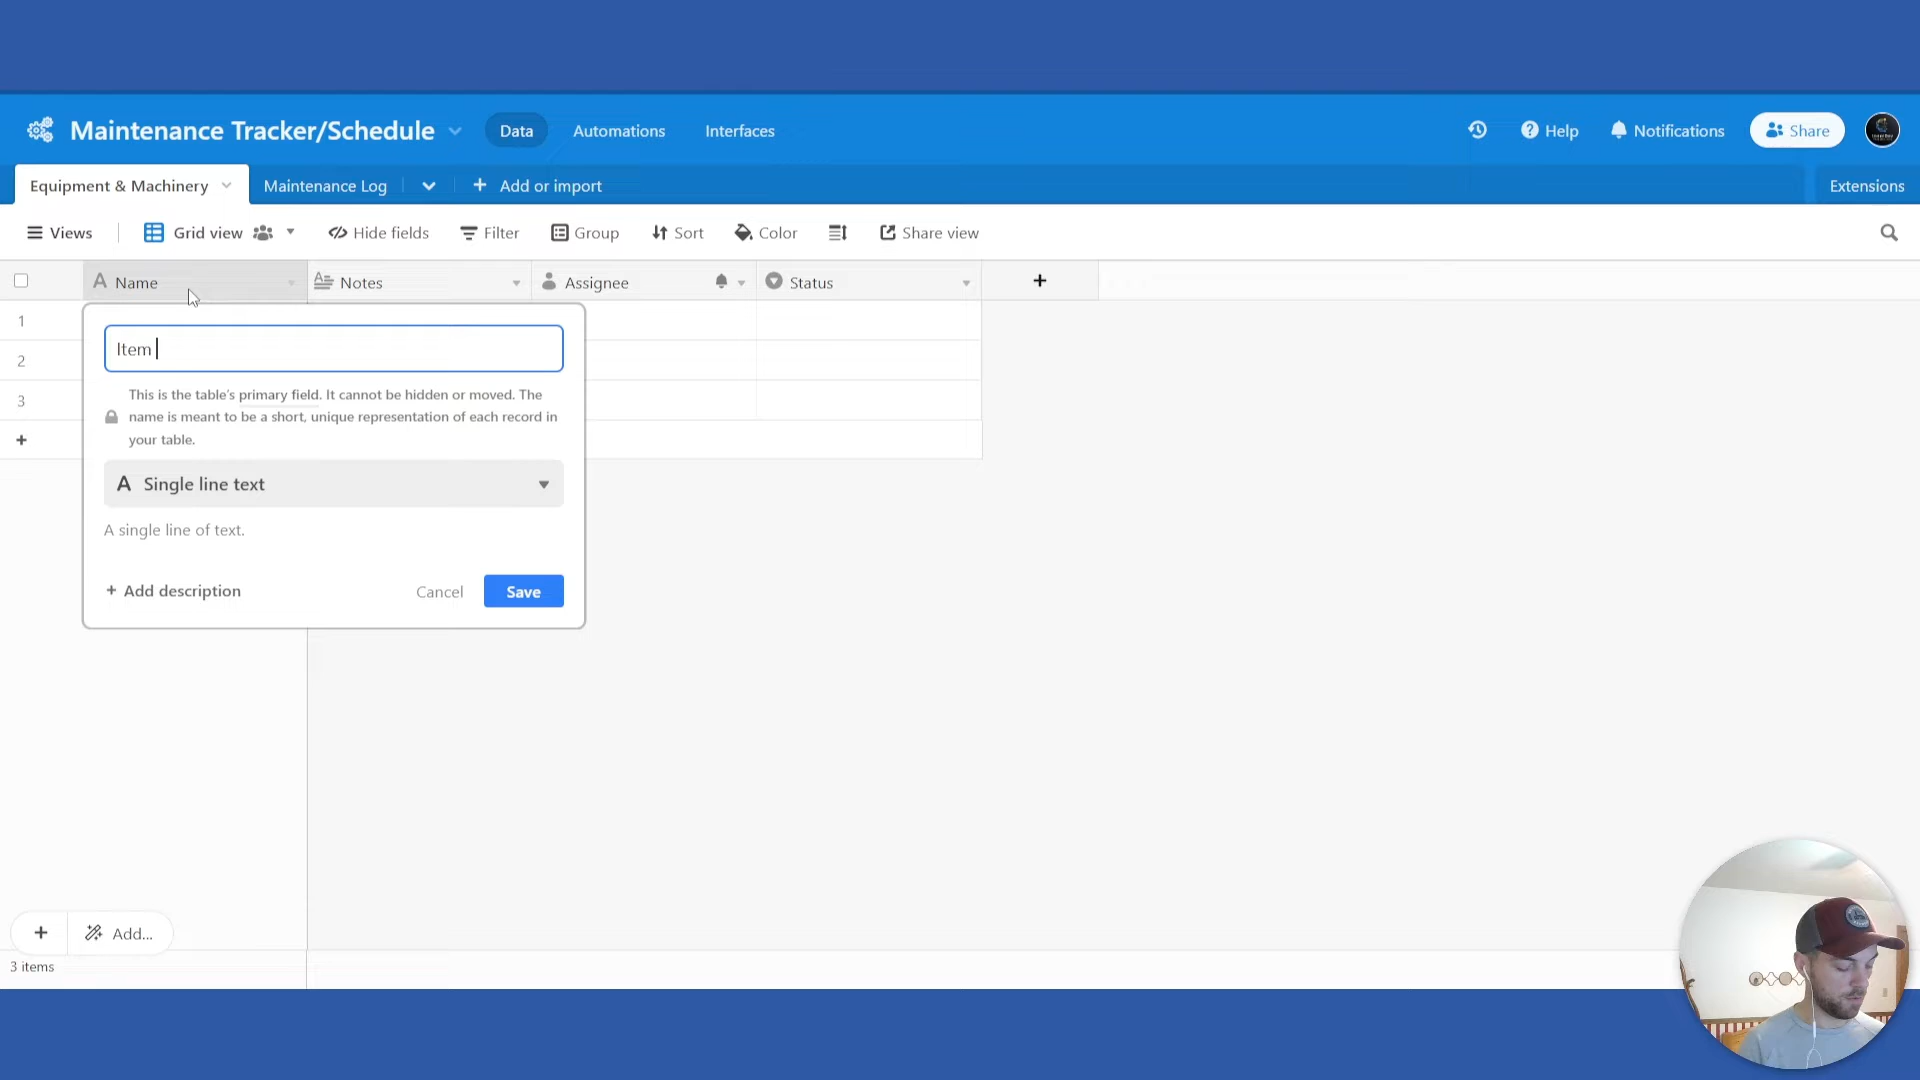 Maintenance Tracker/Schedule Data Automations Interfaces Help Notifications Share
Equipment & Machinery Maintenance Log + Add or import Extensions
Views Grid view Hide fields Filter Group Sort Color Share view
A Name Notes Assignee Status +
1
2
3
+
Item
This is the table's primary field. It cannot be hidden or moved. The
name is meant to be a short, unique representation of each record in
your table.
A Single line text
A single line of text.
+ Add description Cancel Save
+ Add...
3 items